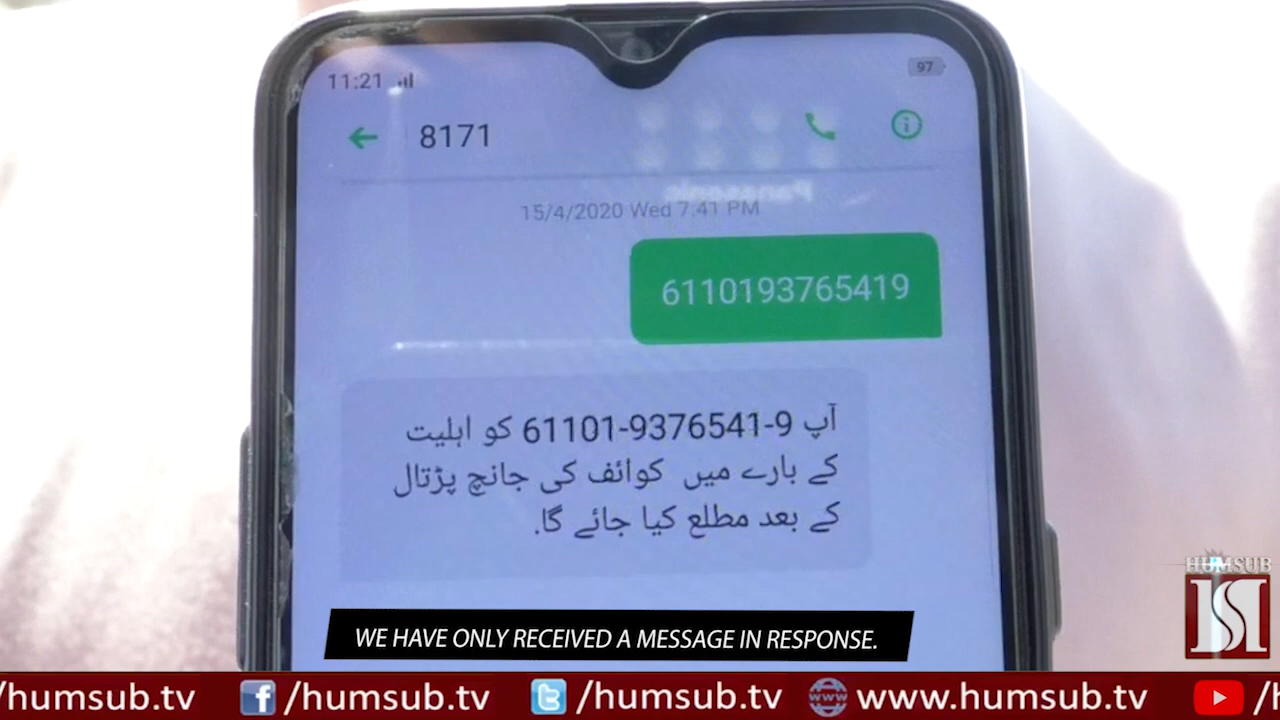 11:21
97
8171
Panasonic
15/4/2020 Wed 7:41 PM
6110193765419
آپ 61101-9376541-9 کو اہلیت
کے بارے میں کوائف کی جانچ پڑتال
کے بعد مطلع کیا جائے گا.
WE HAVE ONLY RECEIVED A MESSAGE IN RESPONSE.
HUMSUB
/humsub.tv
/humsub.tv
/humsub.tv
www.humsub.tv